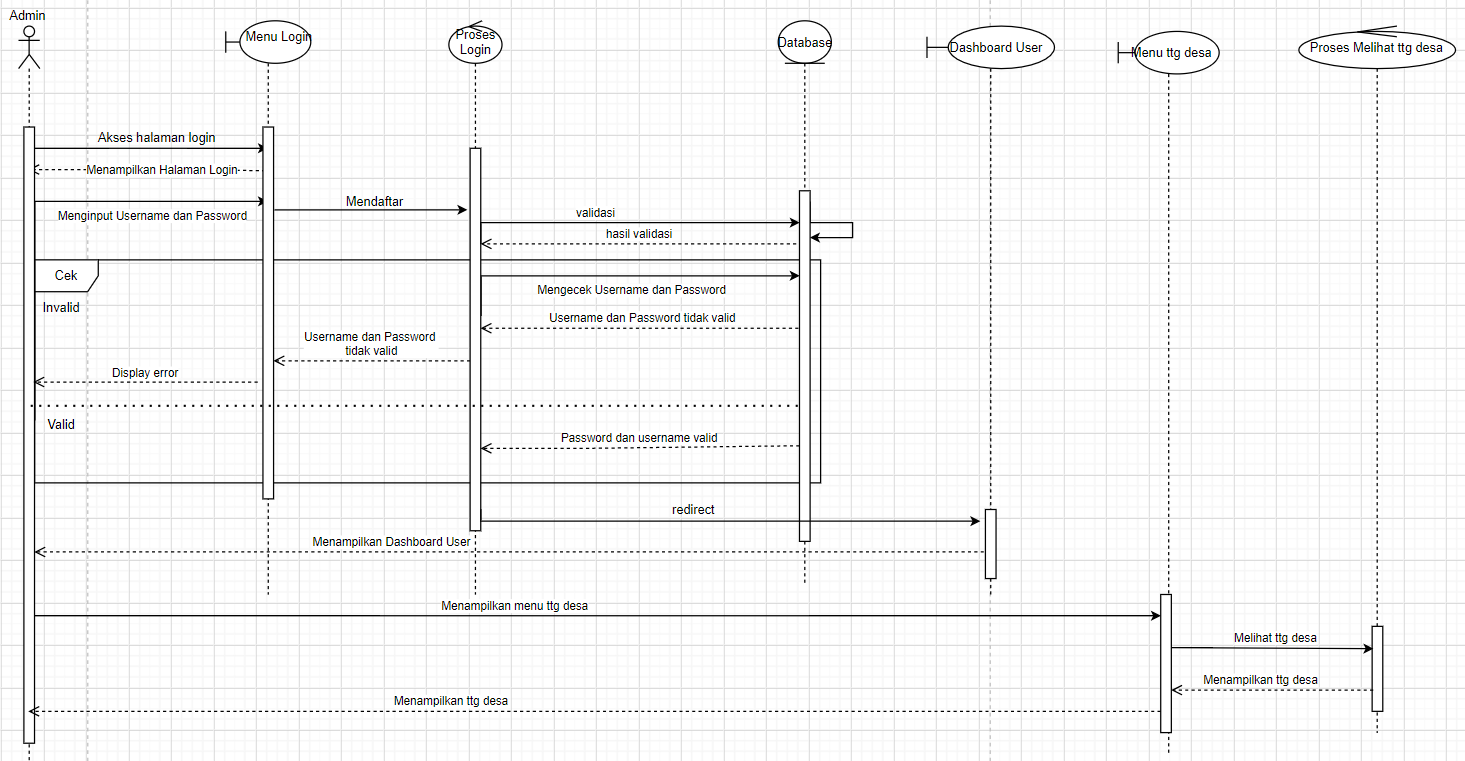 Admin
Menu Login
Proses
Login
Database
Dashboard User
Menu ttg desa
Proses Melihat ttg desa
Akses halaman login
Menampilkan Halaman Login
Menginput Username dan Password
Mendaftar
validasi
hasil validasi
Cek
Mengecek Username dan Password
Invalid
Username dan Password tidak valid
Username dan Password
tidak valid
Display error
Valid
Password dan username valid
redirect
Menampilkan Dashboard User
Menampilkan menu ttg desa
Melihat ttg desa
Menampilkan ttg desa
Menampilkan ttg desa